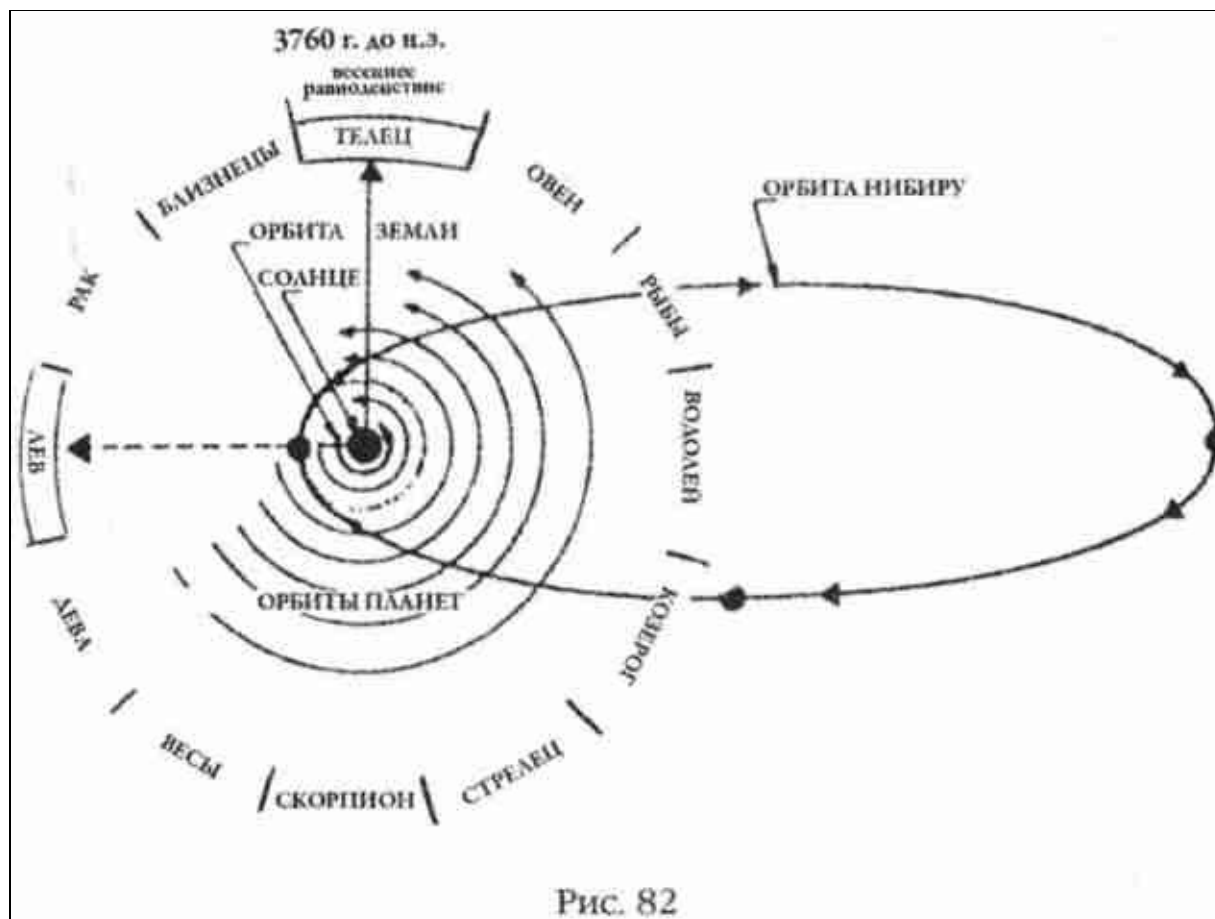 3760 г. до н.э.
весеннее
равноденствие
ТЕЛЕЦ
БЛИЗНЕЦЫ
ОВЕН
ОРБИТА НИБИРУ
ОРБИТА ЗЕМЛИ
СОЛНЦЕ
РАК
РЫБЫ
ЛЕВ
ВОДОЛЕЙ
ОРБИТЫ ПЛАНЕТ
ДЕВА
КОЗЕРОГ
ВЕСЫ
СКОРПИОН
СТРЕЛЕЦ
Рис. 82